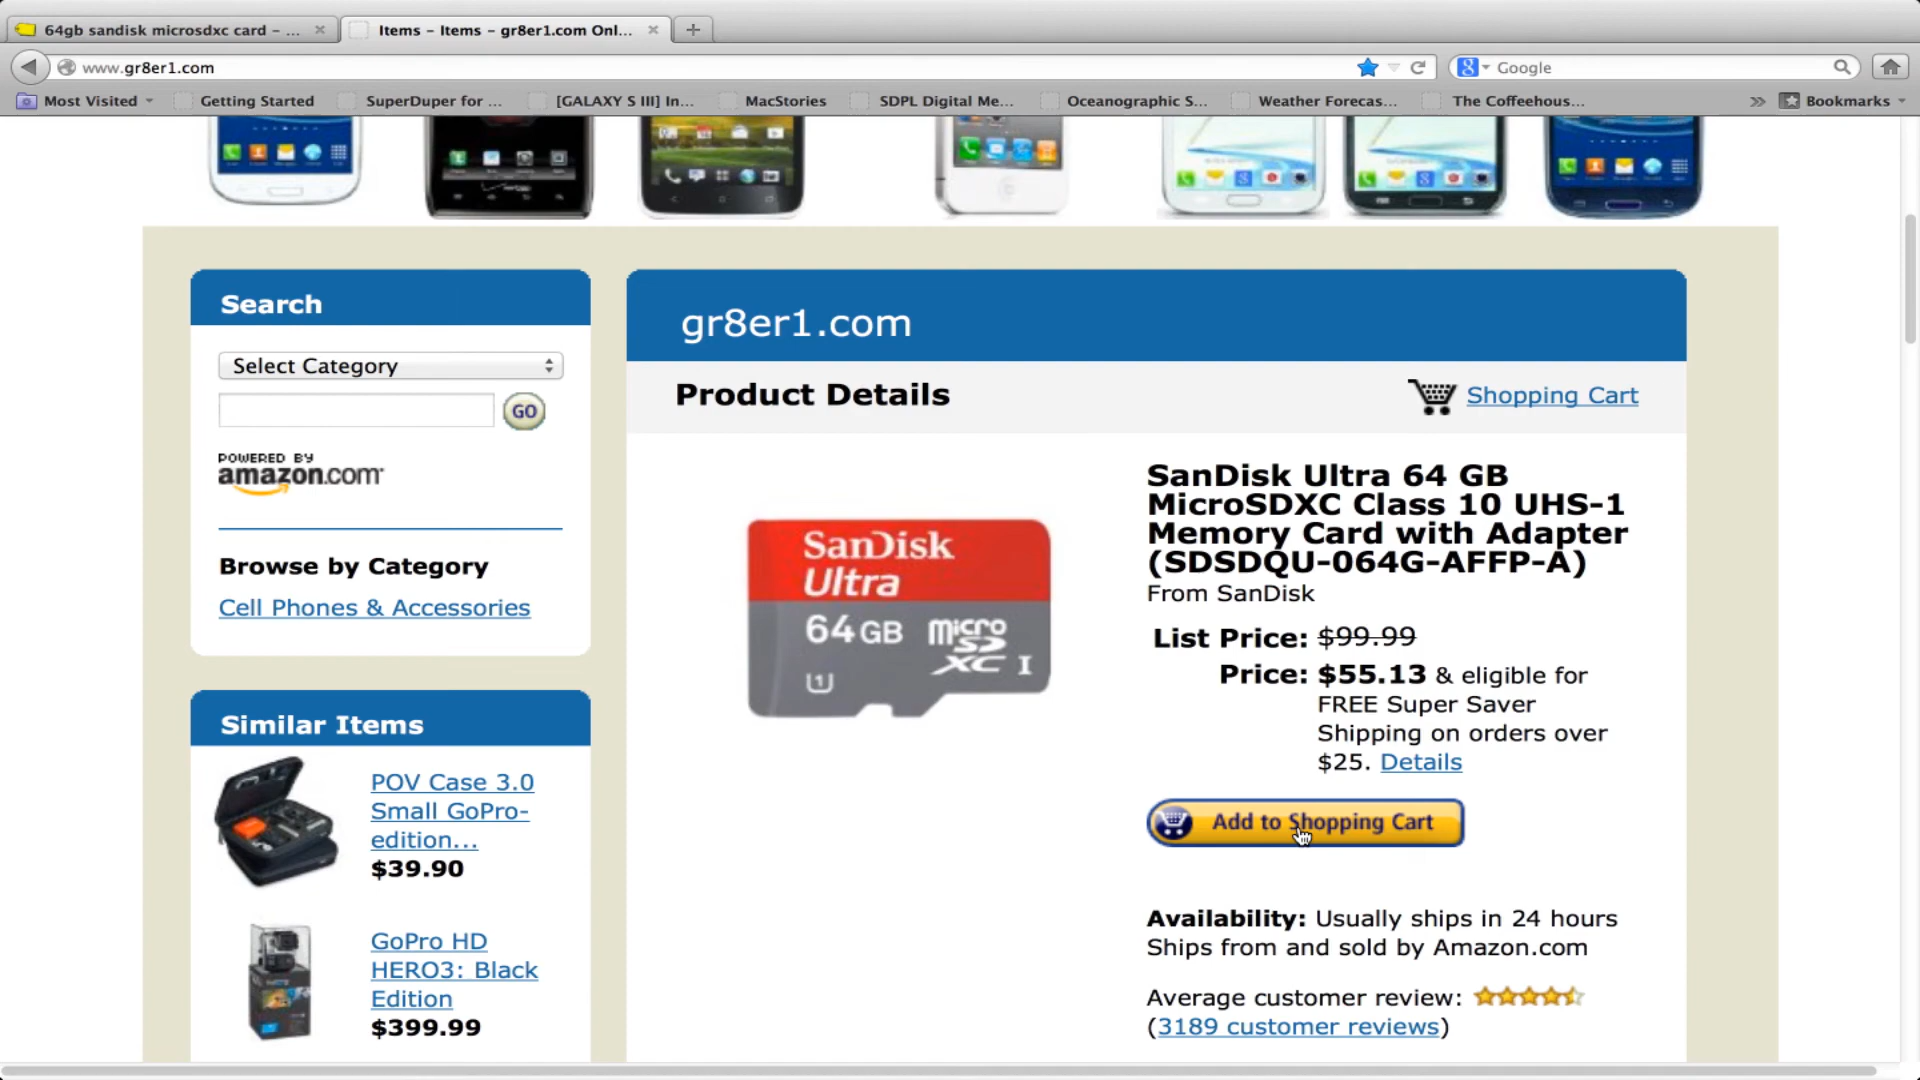 64gb sandisk microsdxc card – ...
Items – Items – gr8er1.com Onl...
www.gr8er1.com
Google
Most Visited
Getting Started
SuperDuper for ...
[GALAXY S III] In...
MacStories
SDPL Digital Me...
Oceanographic S...
Weather Forecas...
The Coffeehous...
Bookmarks
Search
Select Category
GO
POWERED BY
amazon.com
Browse by Category
Cell Phones & Accessories
Similar Items
POV Case 3.0
Small GoPro-
edition...
$39.90
GoPro HD
HERO3: Black
Edition
$399.99
gr8er1.com
Product Details
Shopping Cart
SanDisk
Ultra
64GB
micro
SD
XC I
1
SanDisk Ultra 64 GB
MicroSDXC Class 10 UHS-1
Memory Card with Adapter
(SDSDQU-064G-AFFP-A)
From SanDisk
List Price: $99.99
Price: $55.13 & eligible for
FREE Super Saver
Shipping on orders over
$25. Details
Add to Shopping Cart
Availability: Usually ships in 24 hours
Ships from and sold by Amazon.com
Average customer review:
(3189 customer reviews)